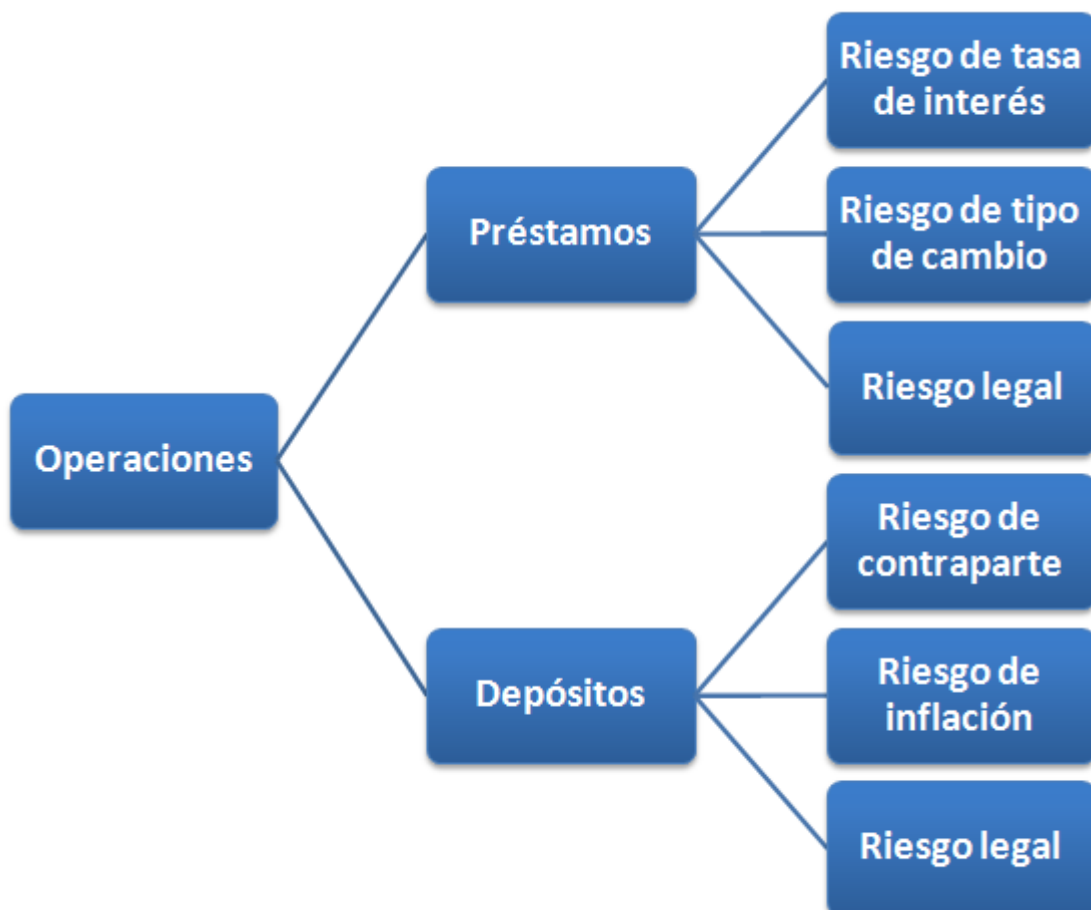 Operaciones
Préstamos
Riesgo de tasa
de interés
Riesgo de tipo
de cambio
Riesgo legal
Depósitos
Riesgo de
contraparte
Riesgo de
inflación
Riesgo legal